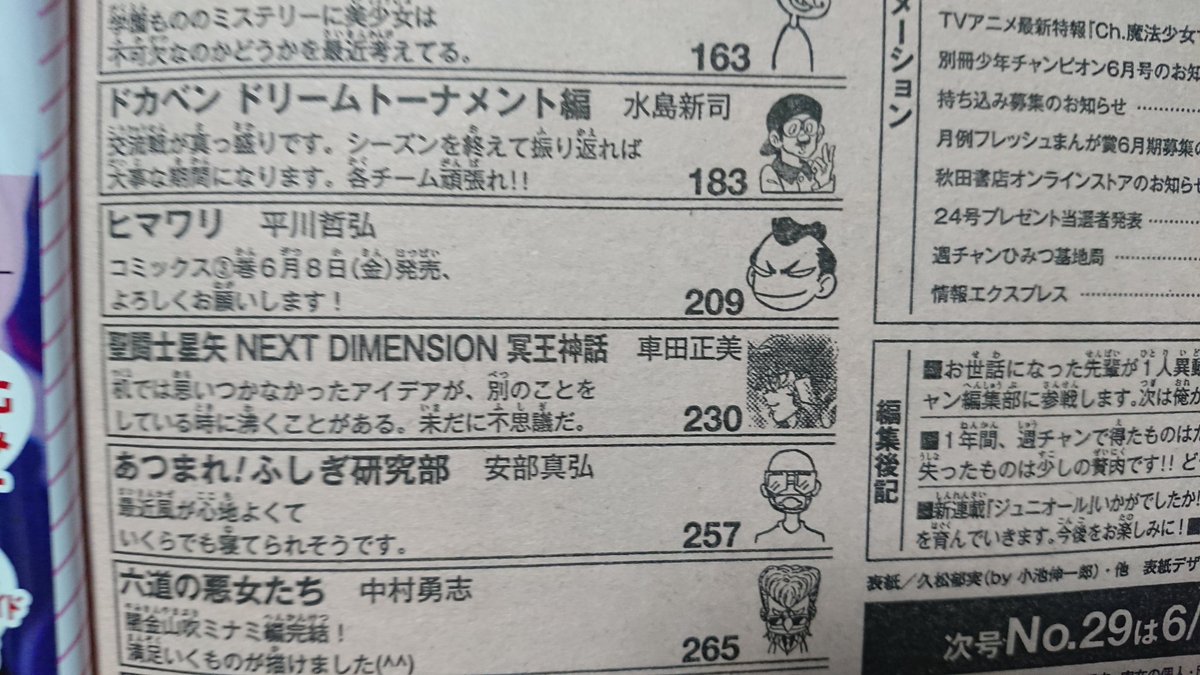 学園もののミステリーに美少女は
不可欠なのかどうかを最近考えてる。
163
ドカベン ドリームトーナメント編 水島新司
交流戦が真っ盛りです。シーズンを終えて振り返れば
大事な期間になります。各チーム頑張れ!!
183
ヒマワリ 平川哲弘
コミックス③巻6月8日(金)発売、
よろしくお願いします!
209
聖闘士星矢 NEXT DIMENSION 冥王神話 車田正美
机では思いつかなかったアイデアが、別のことを
している時に沸くことがある。未だに不思議だ。
230
あつまれ!ふしぎ研究部 安部真弘
最近風が心地よくて
いくらでも寝てられそうです。
257
六道の悪女たち 中村勇志
闇金山吹ミナミ編完結!
満足いくものが描けました(^^)
265
メーション
TVアニメ最新特報「Ch.魔法少女
別冊少年チャンピオン6月号のお知
持ち込み募集のお知らせ
月例フレッシュまんが賞6月期募集の
秋田書店オンラインストアのお知らせ
24号プレゼント当選者発表
週チャンひみつ基地局
情報エクスプレス
編集後記
■お世話になった先輩が1人異動
ャン編集部に参戦します。次は俺が
■1年間、週チャンで得たものはた
失ったものは少しの贅肉です!! ど
■新連載『ジュニオール』いかがでしたか!
を育んでいきます。今後をお楽しみに!■
表紙/久松郁実(by 小池伸一郎)・他 表紙デザ
次号No.29は6/